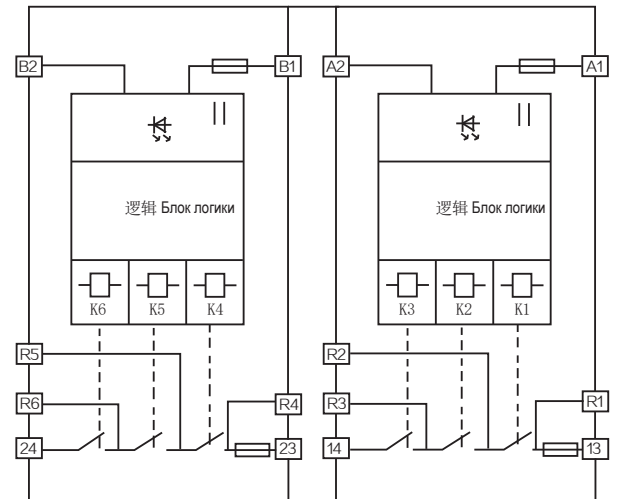 B2 B1 A2 A1
逻辑 Блок логики 逻辑 Блок логики
K6 K5 K4 K3 K2 K1
R5 R2
R6 R4 R3 R1
24 23 14 13